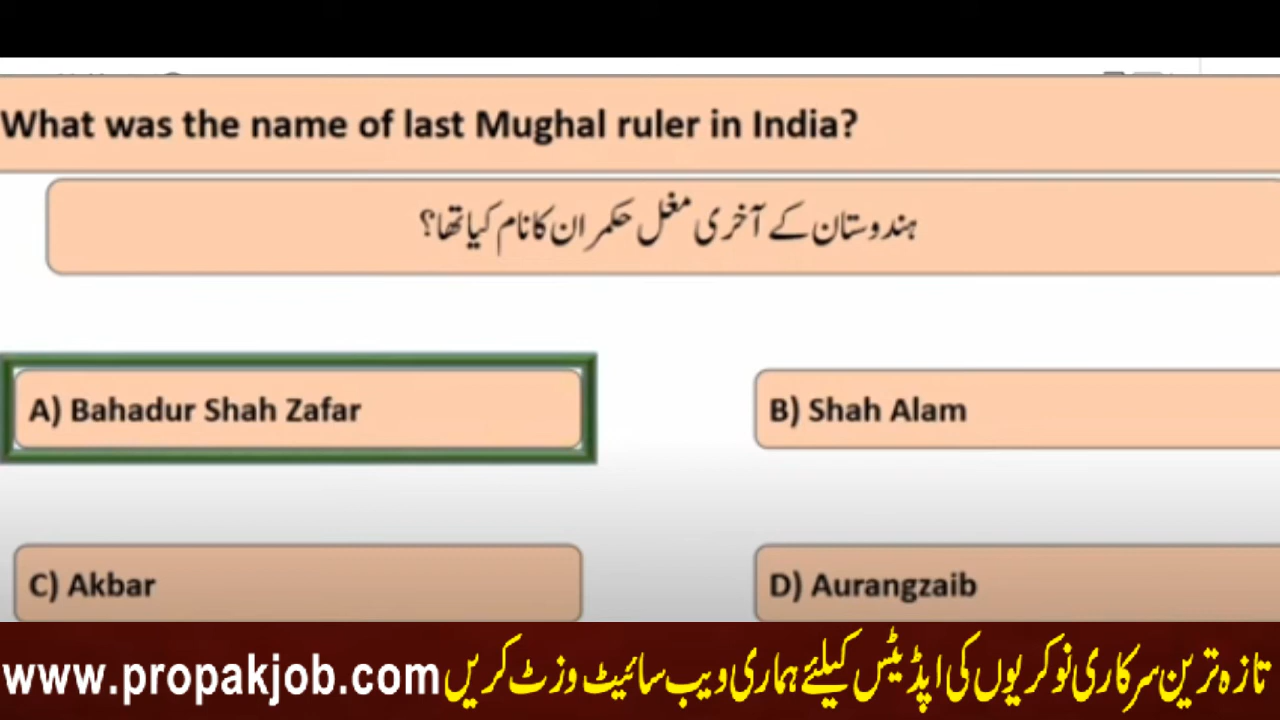 What was the name of last Mughal ruler in India?
ہندوستان کے آخری مغل حکمران کا نام کیا تھا؟
A) Bahadur Shah Zafar
B) Shah Alam
C) Akbar
D) Aurangzaib
تازہ ترین سرکاری نوکریوں کی اپڈیٹس کیلئے ہماری ویب سائیٹ وزٹ کریں www.propakjob.com